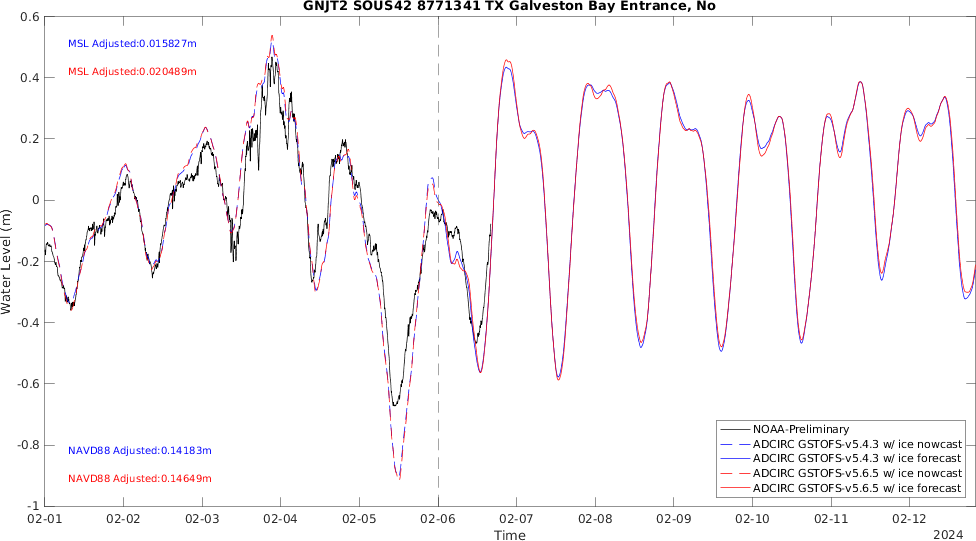 GNJT2 SOUS42 8771341 TX Galveston Bay Entrance, No
0.6
0.4
0.2
0
-0.2
-0.4
-0.6
-0.8
-1
Water Level (m)
MSL Adjusted:0.015827m
MSL Adjusted:0.020489m
NAVD88 Adjusted:0.14183m
NAVD88 Adjusted:0.14649m
NOAA-Preliminary
ADCIRC GSTOFS-v5.4.3 w/ ice nowcast
ADCIRC GSTOFS-v5.4.3 w/ ice forecast
ADCIRC GSTOFS-v5.6.5 w/ ice nowcast
ADCIRC GSTOFS-v5.6.5 w/ ice forecast
02-01 02-02 02-03 02-04 02-05 02-06 02-07 02-08 02-09 02-10 02-11 02-12
Time
2024